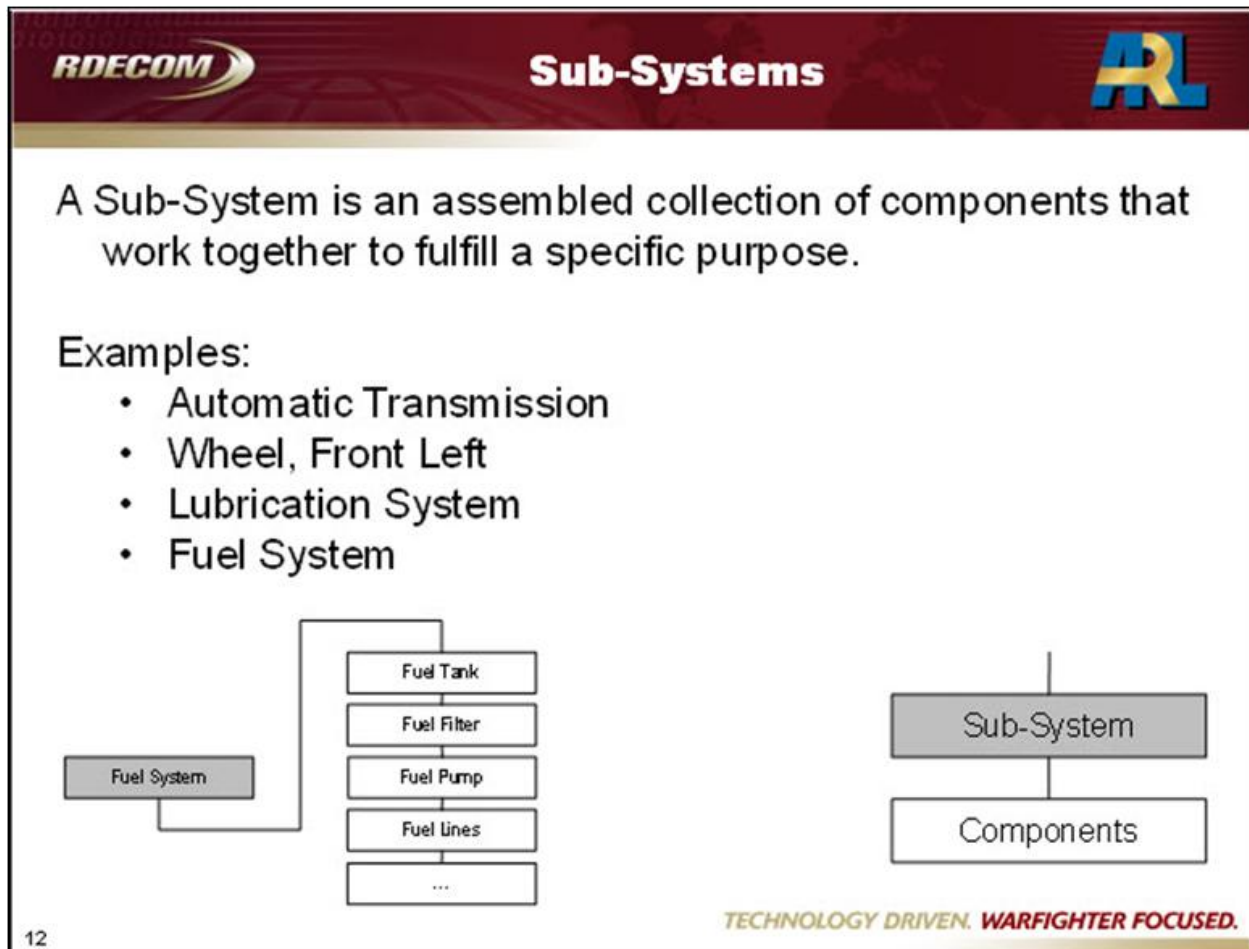 RDECOM
Sub-Systems
ARL
A Sub-System is an assembled collection of components that
work together to fulfill a specific purpose.
Examples:
• Automatic Transmission
• Wheel, Front Left
• Lubrication System
• Fuel System
Fuel System
Fuel Tank
Fuel Filter
Fuel Pump
Fuel Lines
...
Sub-System
Components
TECHNOLOGY DRIVEN. WARFIGHTER FOCUSED.
12